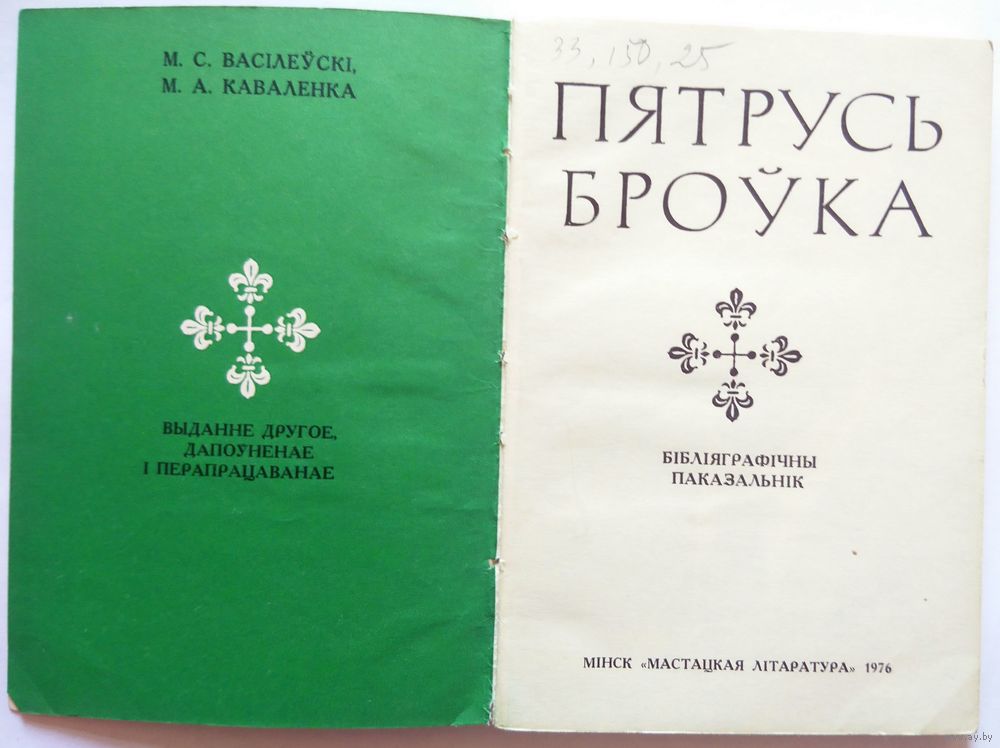 М. С. ВАСІЛЕЎСКІ,
М. А. КАВАЛЕНКА
ВЫДАННЕ ДРУГОЕ,
ДАПОЎНЕНАЕ
І ПЕРАПРАЦАВАНАЕ
33, 150, 25
ПЯТРУСЬ
БРОЎКА
БІБЛІЯГРАФІЧНЫ
ПАКАЗАЛЬНІК
МІНСК «МАСТАЦКАЯ ЛІТАРАТУРА» 1976